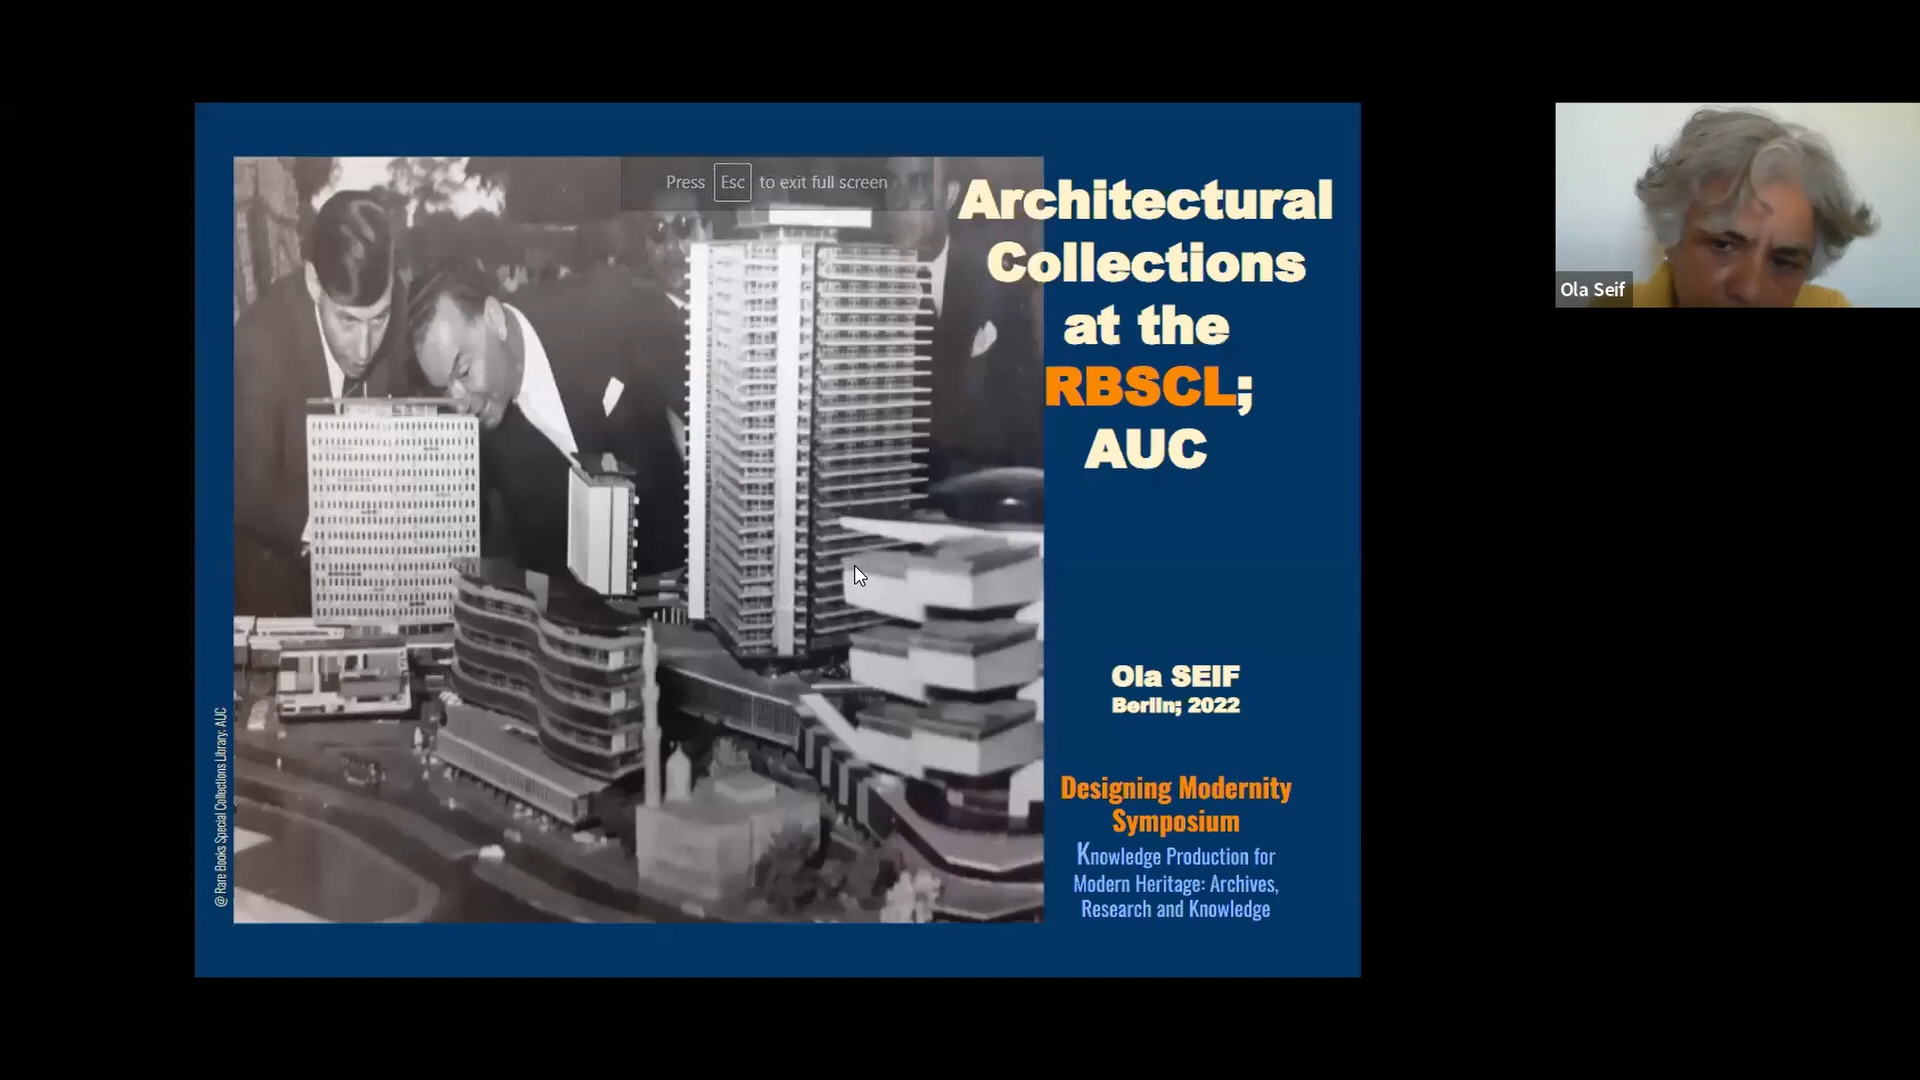 Press Esc to exit full screen
Architectural
Collections
at the
RBSCL;
AUC
Ola SEIF
Berlin; 2022
Designing Modernity
Symposium
Knowledge Production for
Modern Heritage: Archives,
Research and Knowledge
@ Rare Books Special Collections Library; AUC
Ola Seif